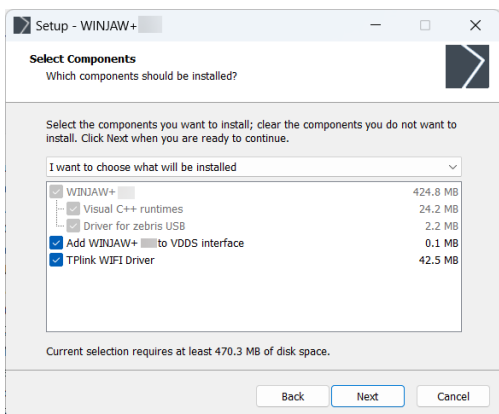 Setup - WINJAW+
Select Components
Which components should be installed?
Select the components you want to install; clear the components you do not want to
install. Click Next when you are ready to continue.
I want to choose what will be installed
WINJAW+ 424.8 MB
Visual C++ runtimes 24.2 MB
Driver for zebris USB 2.2 MB
Add WINJAW+ to VDDS interface 0.1 MB
TPlink WIFI Driver 42.5 MB
Current selection requires at least 470.3 MB of disk space.
Back Next Cancel